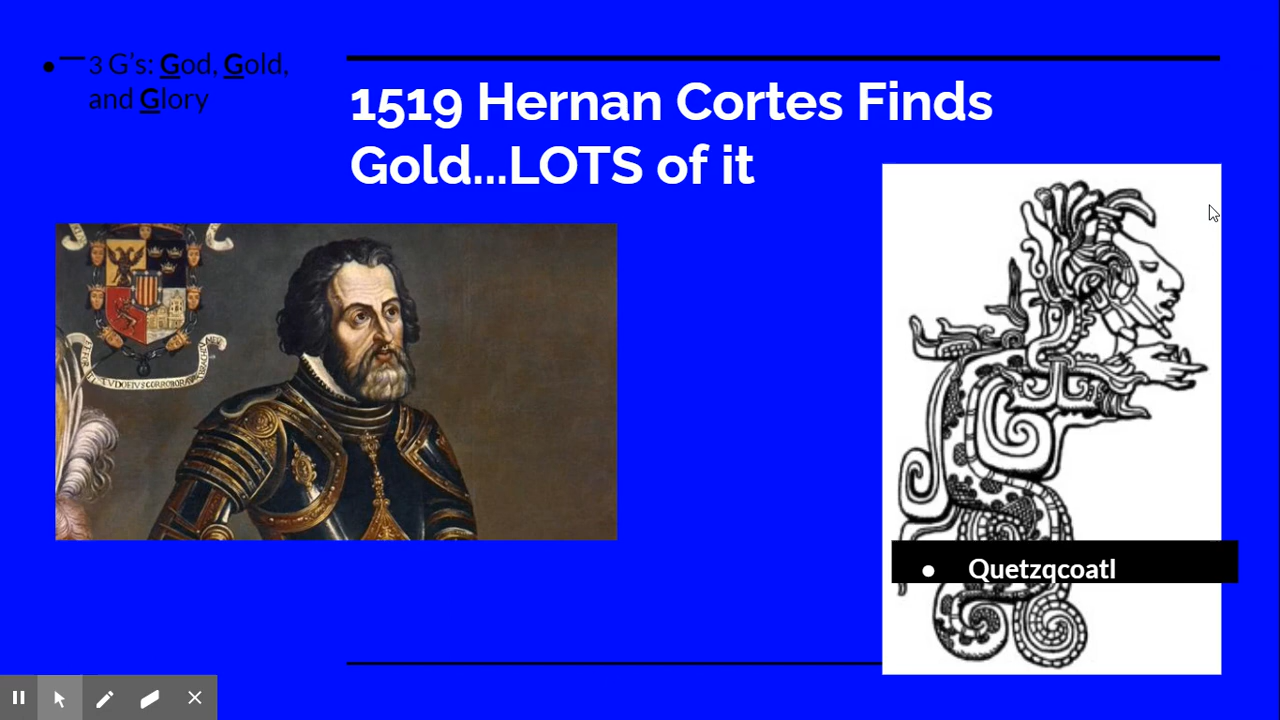 ● — 3 G's: God, Gold,
and Glory
1519 Hernan Cortes Finds
Gold...LOTS of it
● Quetzqcoatl